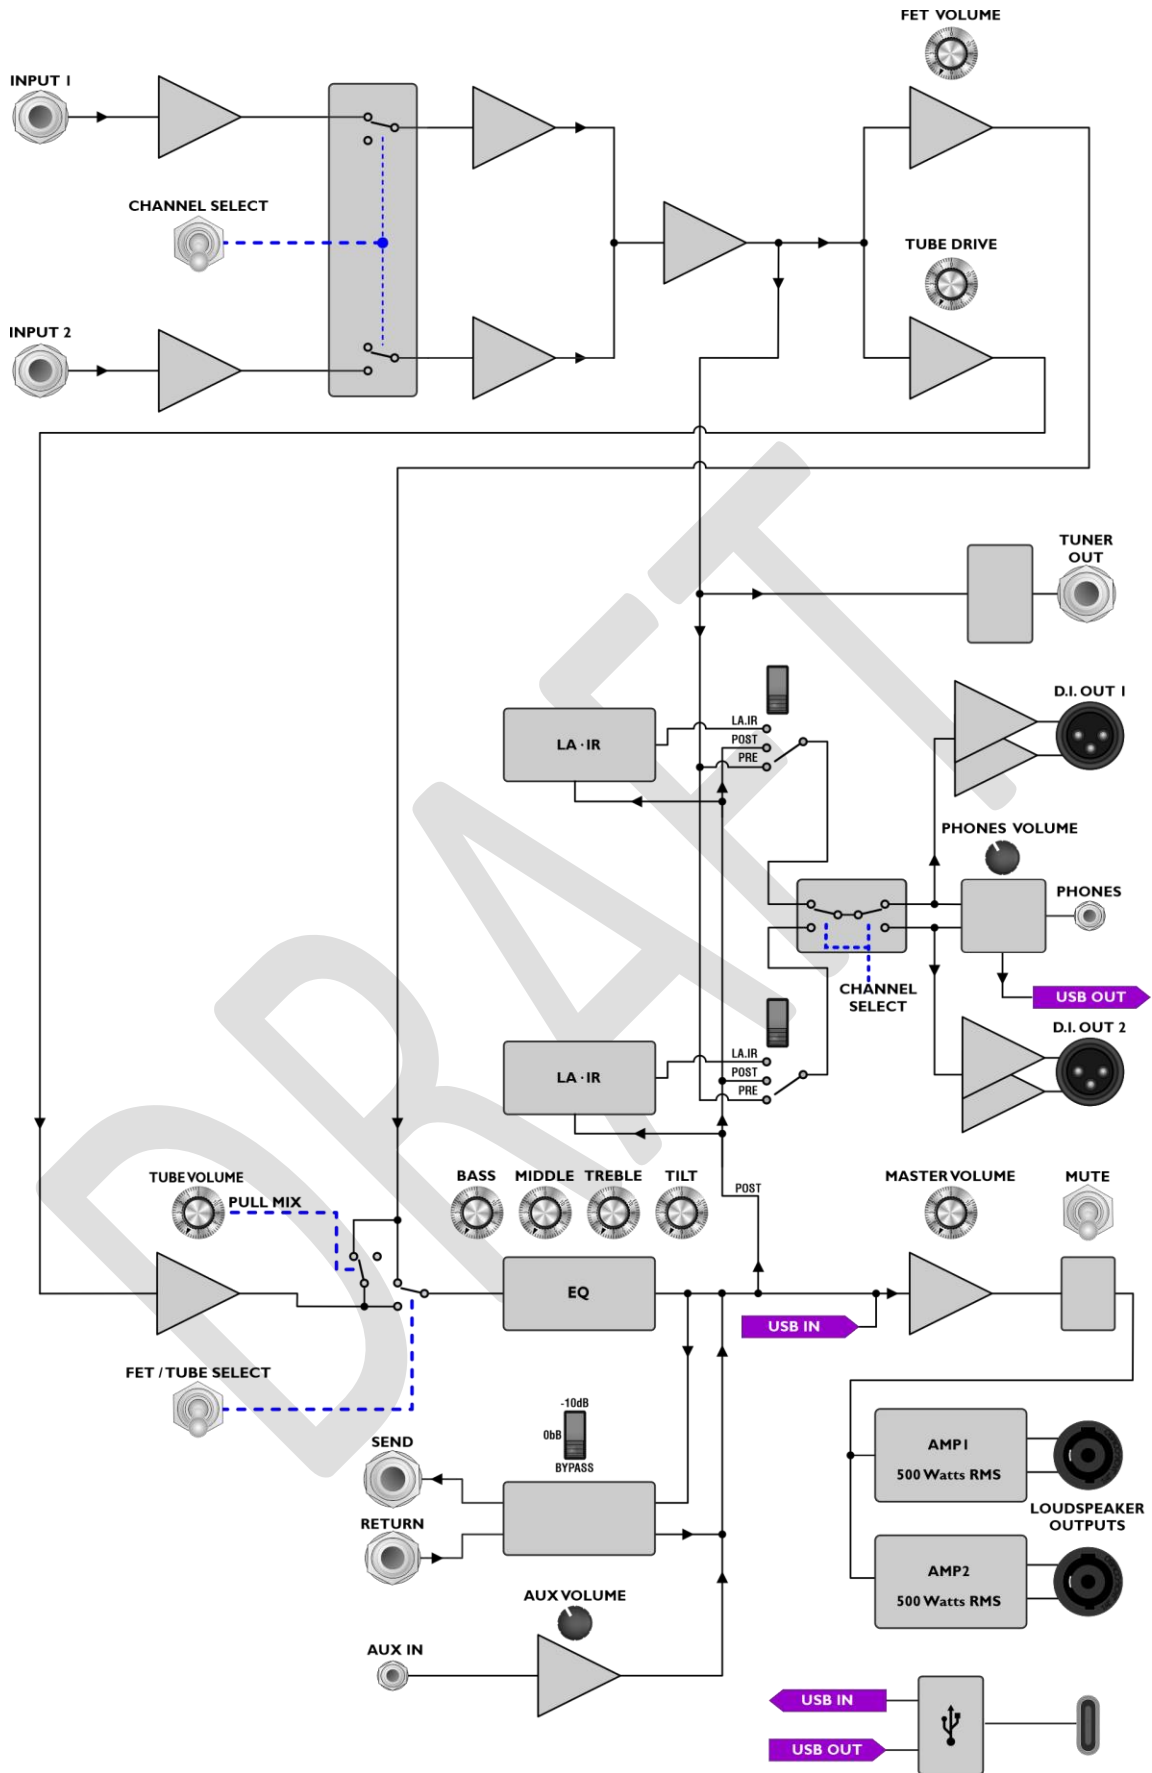 FET VOLUME
INPUT 1
CHANNEL SELECT
TUBE DRIVE
INPUT 2
TUNER
OUT
LA·IR
LA.IR
POST
PRE
D.I. OUT 1
PHONES VOLUME
PHONES
CHANNEL
SELECT
USB OUT
D.I. OUT 2
LA·IR
LA.IR
POST
PRE
TUBE VOLUME
PULL MIX
BASS
MIDDLE
TREBLE
TILT
POST
MASTER VOLUME
MUTE
EQ
USB IN
FET / TUBE SELECT
-10dB
0bB
BYPASS
SEND
RETURN
AMP1
500 Watts RMS
LOUDSPEAKER
OUTPUTS
AMP2
500 Watts RMS
AUX VOLUME
AUX IN
USB IN
USB OUT
DRAFT